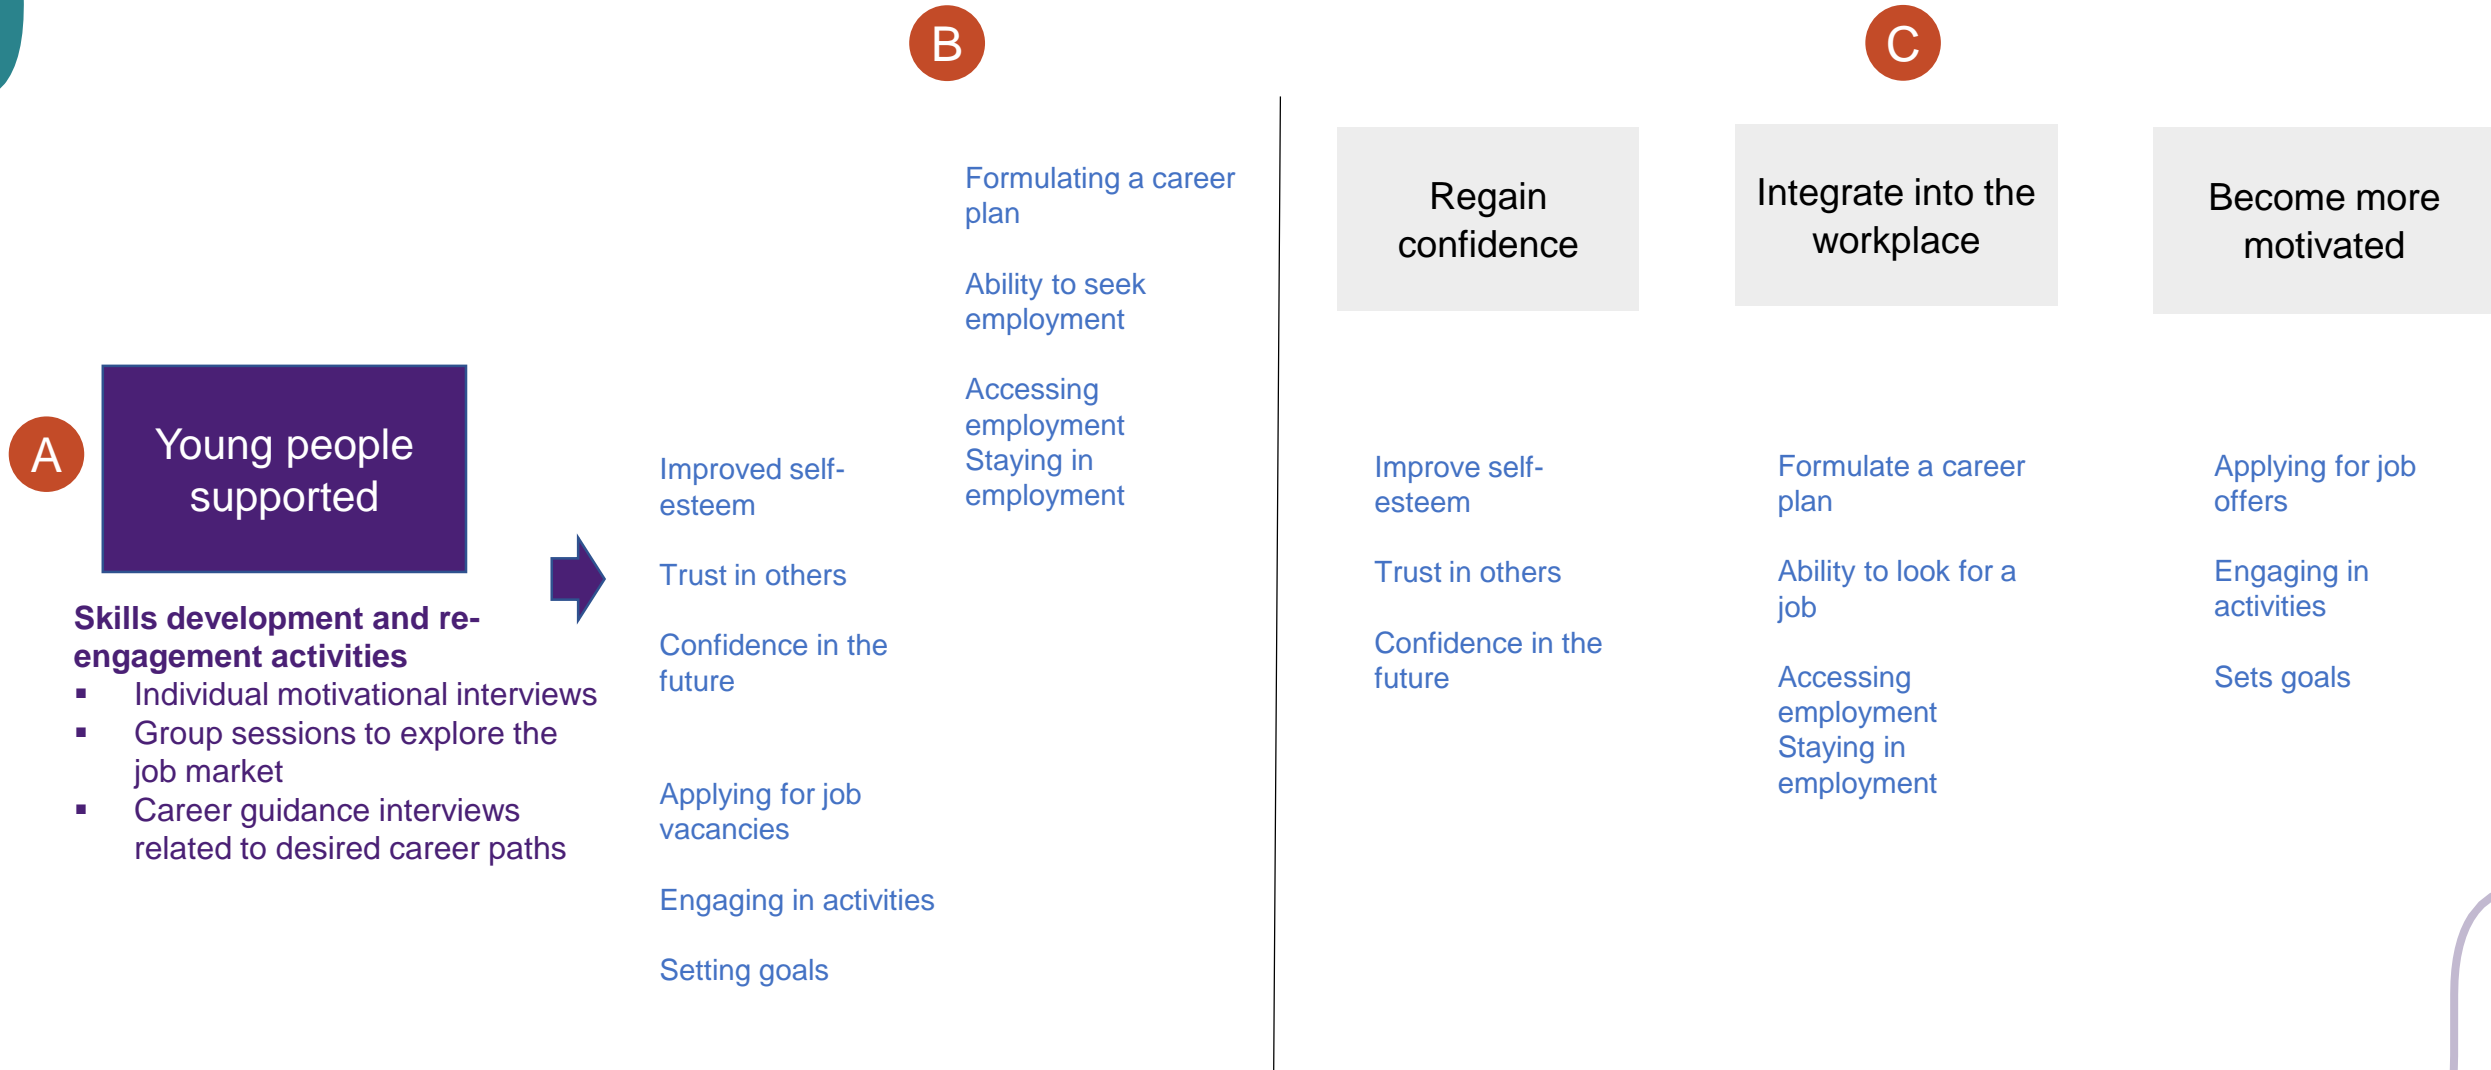 B
C
A
Young people
supported
Skills development and re-
engagement activities
▪ Individual motivational interviews
▪ Group sessions to explore the
job market
▪ Career guidance interviews
related to desired career paths
Improved self-
esteem
Trust in others
Confidence in the
future
Applying for job
vacancies
Engaging in activities
Setting goals
Formulating a career
plan
Ability to seek
employment
Accessing
employment
Staying in
employment
Regain
confidence
Improve self-
esteem
Trust in others
Confidence in the
future
Integrate into the
workplace
Formulate a career
plan
Ability to look for a
job
Accessing
employment
Staying in
employment
Become more
motivated
Applying for job
offers
Engaging in
activities
Sets goals